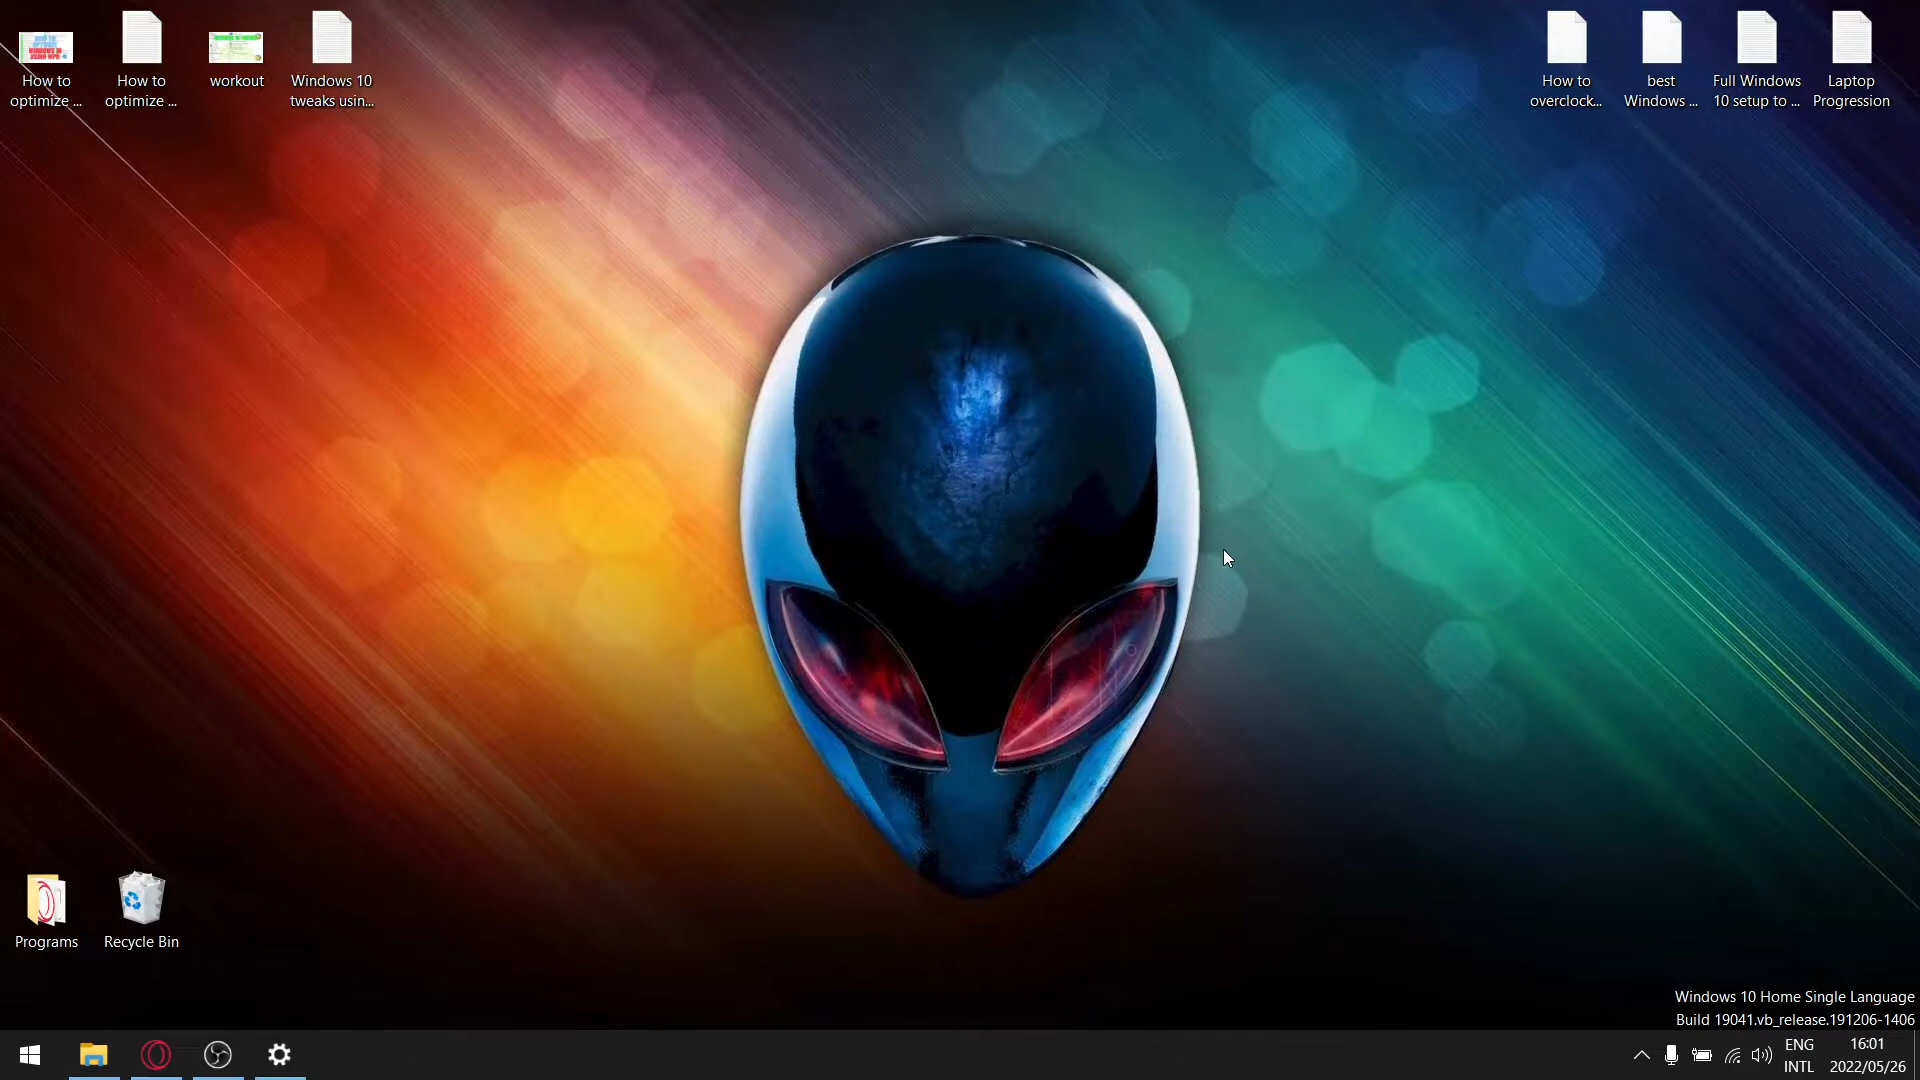 How to
optimize ...
How to
optimize ...
workout
Windows 10
tweaks usin...
How to
overclock...
best
Windows ...
Full Windows
10 setup to ...
Laptop
Progression
Programs
Recycle Bin
Windows 10 Home Single Language
Build 19041.vb_release.191206-1406
ENG
INTL
16:01
2022/05/26